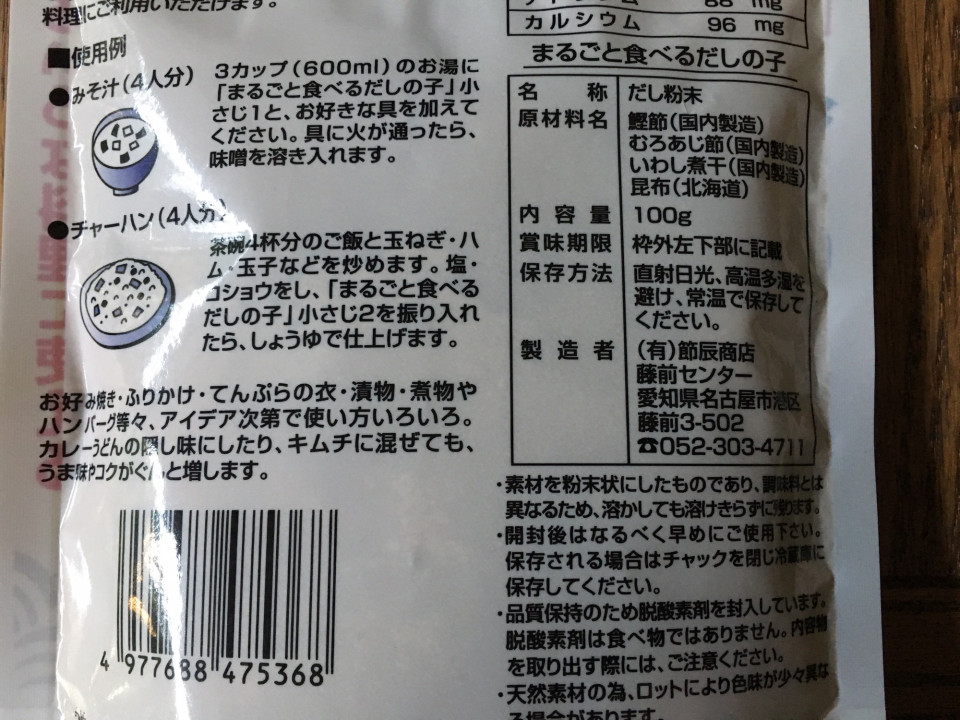 料理にご利用いただけます。
■使用例
●みそ汁(4人分)
3カップ(600ml)のお湯に
「まるごと食べるだしの子」小
さじ1と、お好きな具を加えて
ください。具に火が通ったら、
味噌を溶き入れます。
●チャーハン(4人分)
茶碗4杯分のご飯と玉ねぎ・ハ
ム・玉子などを炒めます。塩・
コショウをし、「まるごと食べる
だしの子」小さじ2を振り入れ
たら、しょうゆで仕上げます。
お好み焼き・ふりかけ・てんぷらの衣・漬物・煮物や
ハンバーグ等々、アイデア次第で使い方いろいろ。
カレーうどんの隠し味にしたり、キムチに混ぜても、
うま味やコクがぐんと増します。
4 977688 475368
カルシウム 96 mg
まるごと食べるだしの子
名称 だし粉末
原材料名 鰹節(国内製造)
むろあじ節(国内製造)
いわし煮干(国内製造)
昆布(北海道)
内容量 100g
賞味期限 枠外左下部に記載
保存方法 直射日光、高温多湿を
避け、常温で保存して
ください。
製造者 (有)節辰商店
藤前センター
愛知県名古屋市港区
藤前3-502
☎052-303-4711
・素材を粉末状にしたものであり、調味料とは
異なるため、溶かしても溶けきらずに残ります。
・開封後はなるべく早めにご使用下さい。
保存される場合はチャックを閉じ冷蔵庫に
保存してください。
・品質保持のため脱酸素剤を封入しています。
脱酸素剤は食べ物ではありません。内容物
を取り出す際には、ご注意ください。
・天然素材の為、ロットにより色味が少々異な
る場合があります。